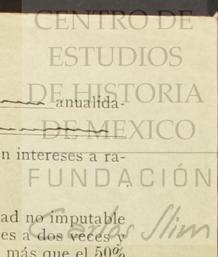 CENTRO DE
ESTUDIOS
DE HISTORIA
DE MEXICO
anualida-
n intereses a ra-
FUNDACIÓN
Carlos Slim
ad no imputable
es a dos veces y
más que el 50%